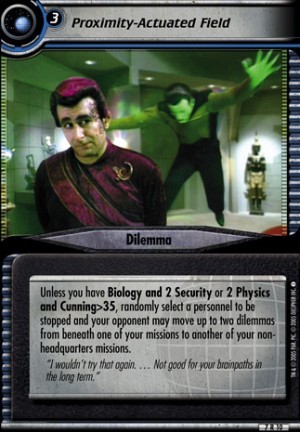 3 Proximity-Actuated Field
Dilemma
Unless you have Biology and 2 Security or 2 Physics
and Cunning>35, randomly select a personnel to
be stopped and your opponent may move up to two dilemmas
from beneath one of your missions to another of your non-
headquarters missions.
"I wouldn't try that again. … Not good for your brainpaths in
the long term."